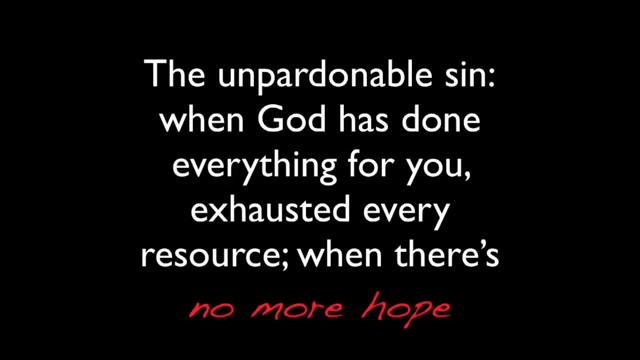 The unpardonable sin:
when God has done
everything for you,
exhausted every
resource; when there’s
no more hope